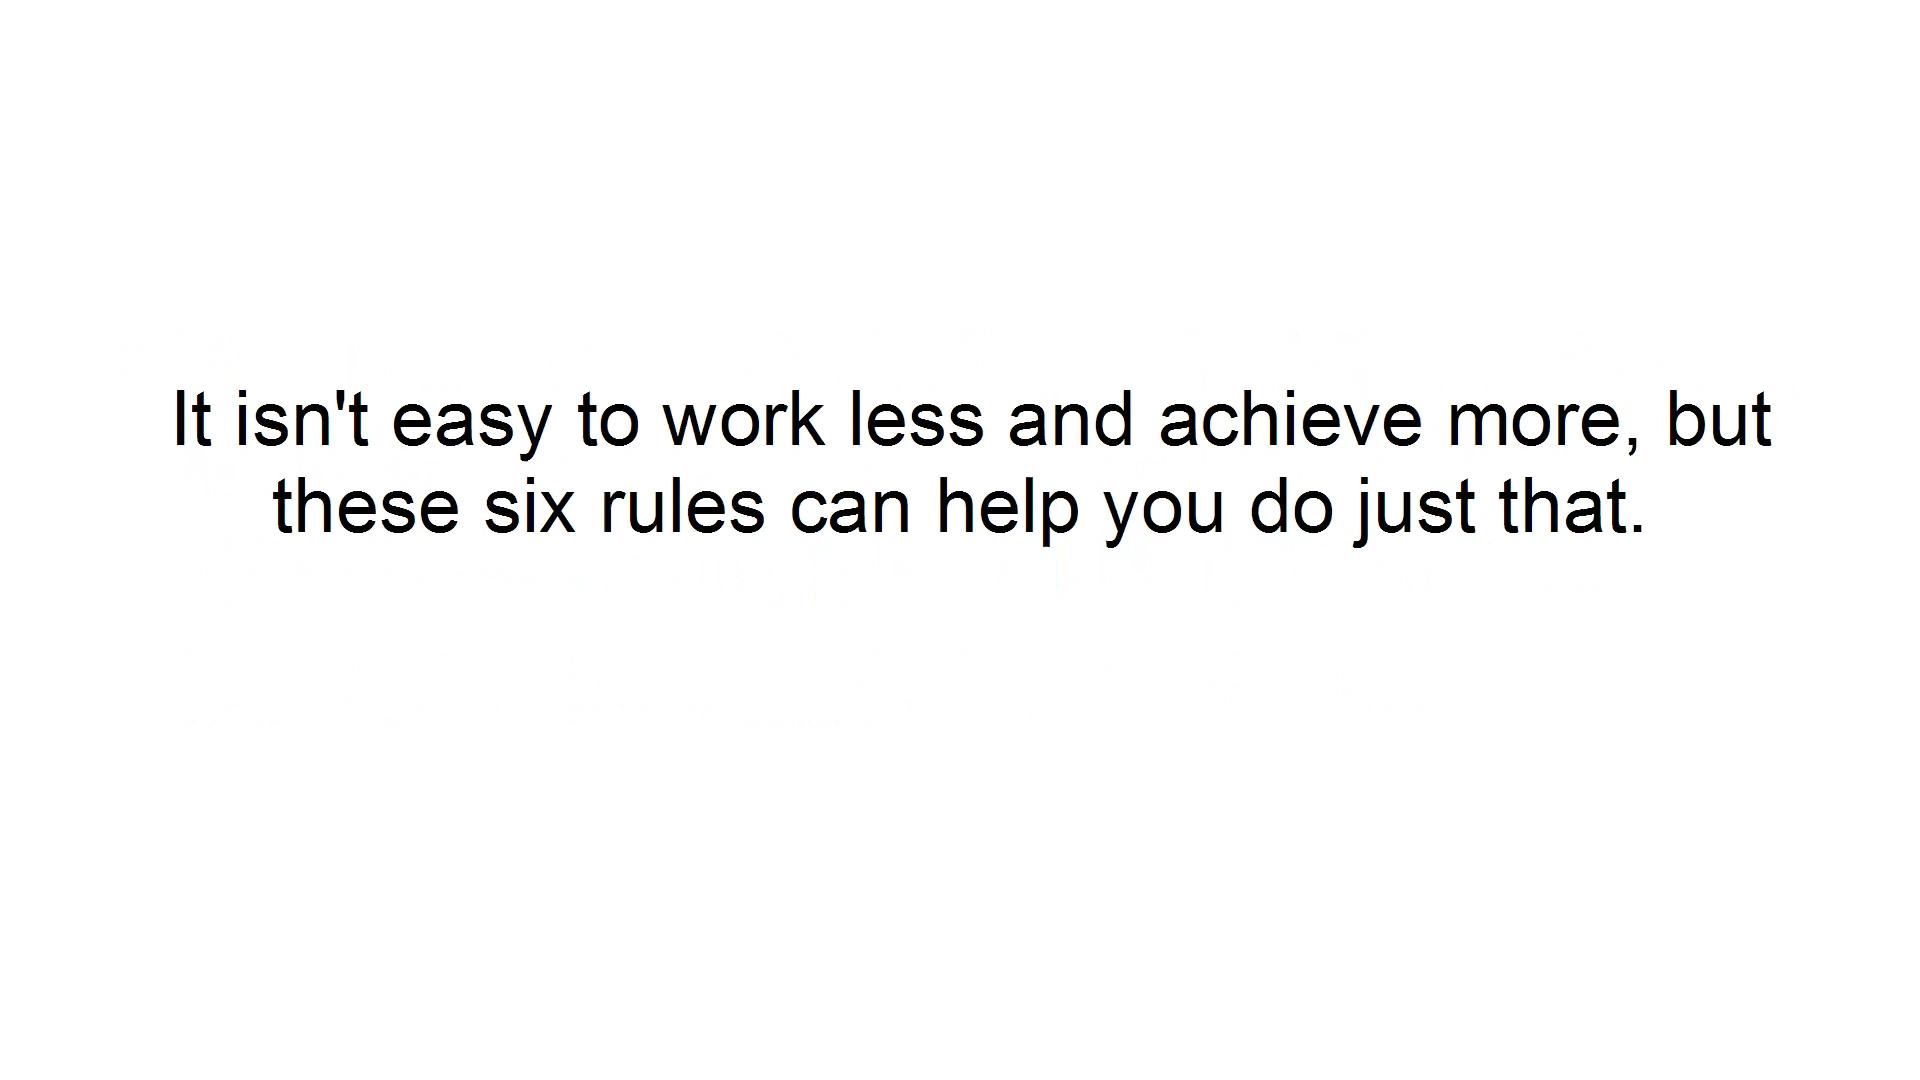 It isn't easy to work less and achieve more, but
these six rules can help you do just that.